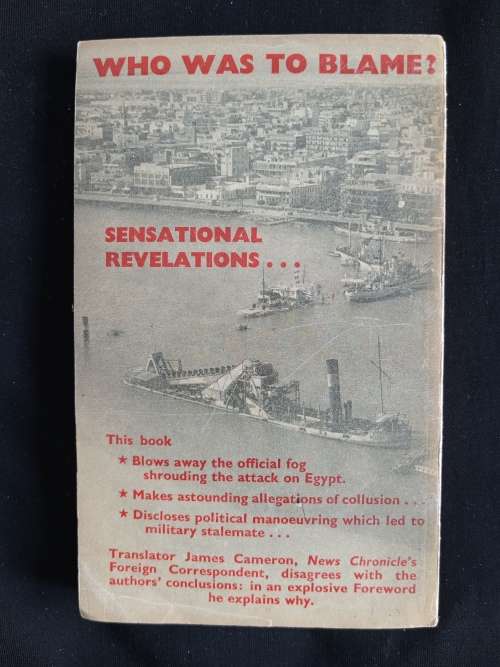 WHO WAS TO BLAME?
SENSATIONAL
REVELATIONS . . .
This book
★ Blows away the official fog
shrouding the attack on Egypt.
★ Makes astounding allegations of collusion . . .
★ Discloses political manoeuvring which led to
military stalemate . . .
Translator James Cameron, News Chronicle's
Foreign Correspondent, disagrees with the
authors' conclusions: in an explosive Foreword
he explains why.